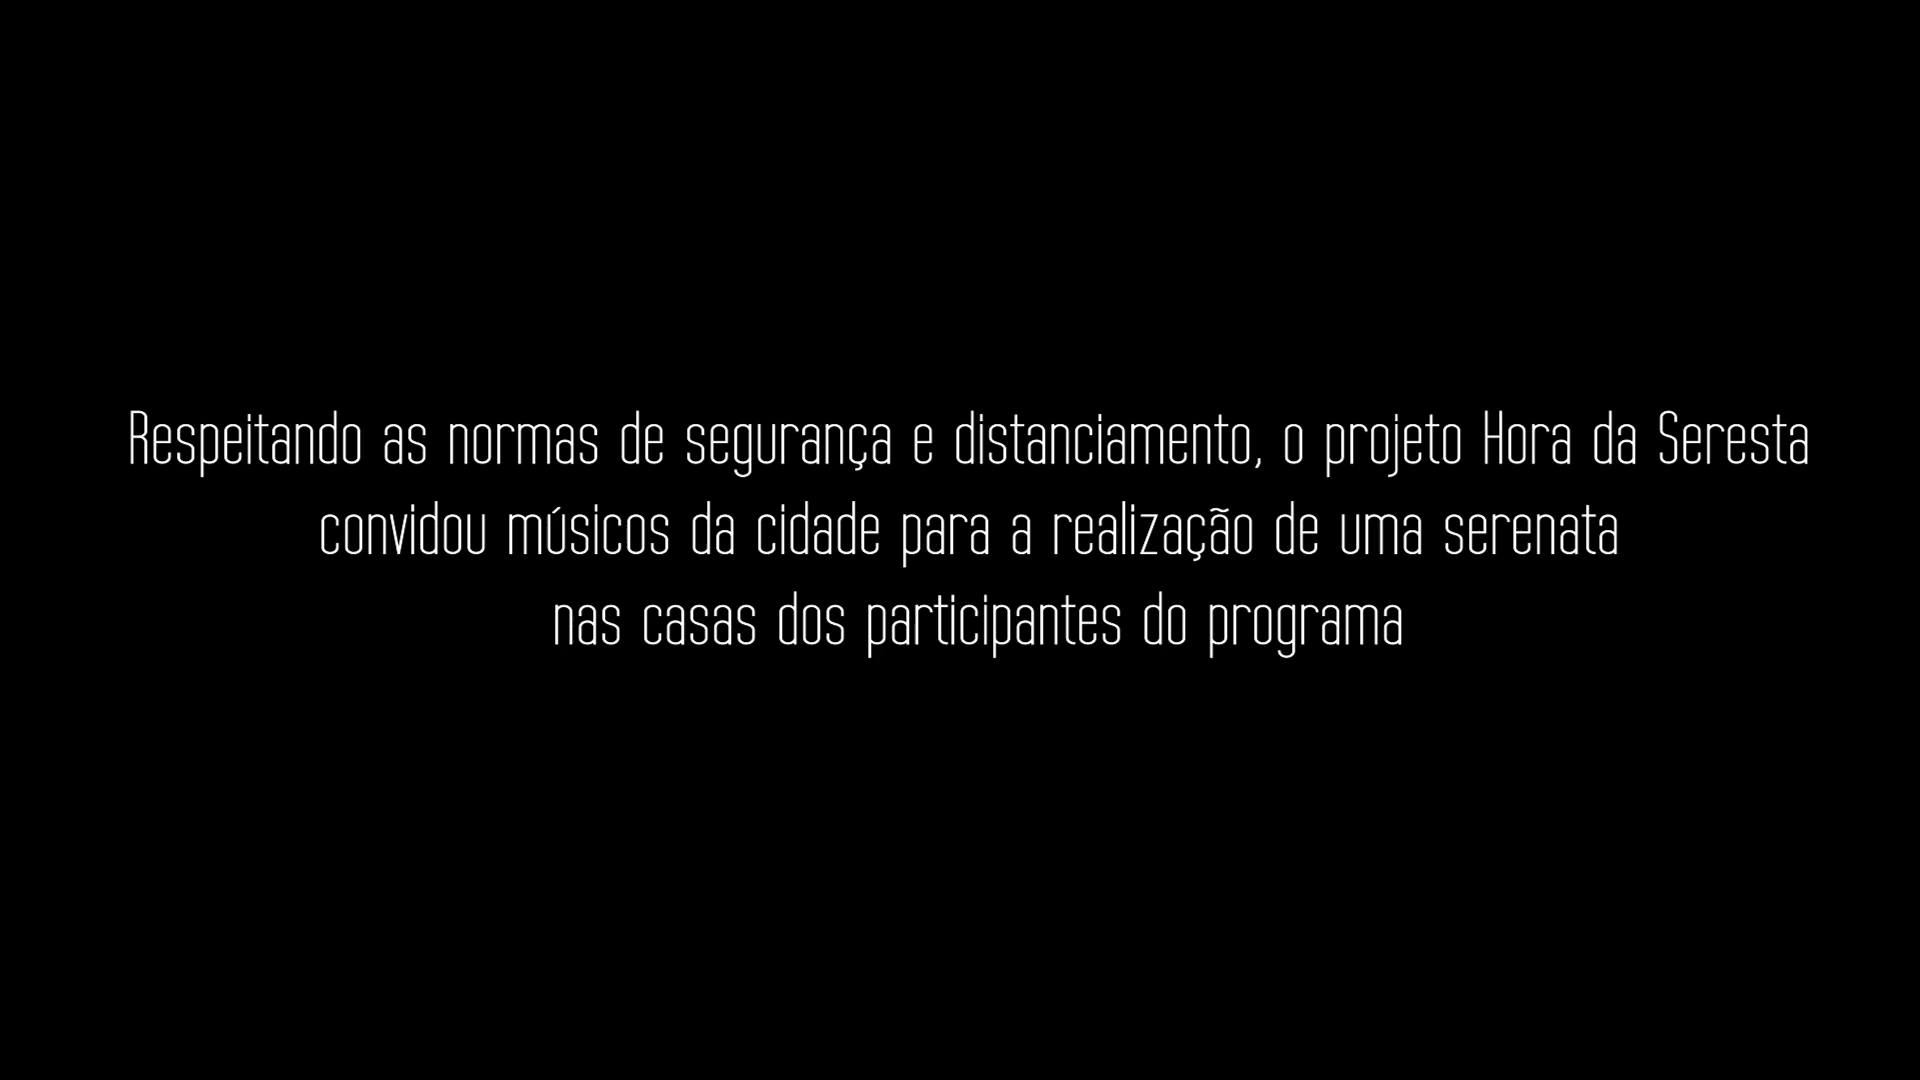 Respeitando as normas de segurança e distanciamento, o projeto Hora da Seresta
convidou músicos da cidade para a realização de uma serenata
nas casas dos participantes do programa